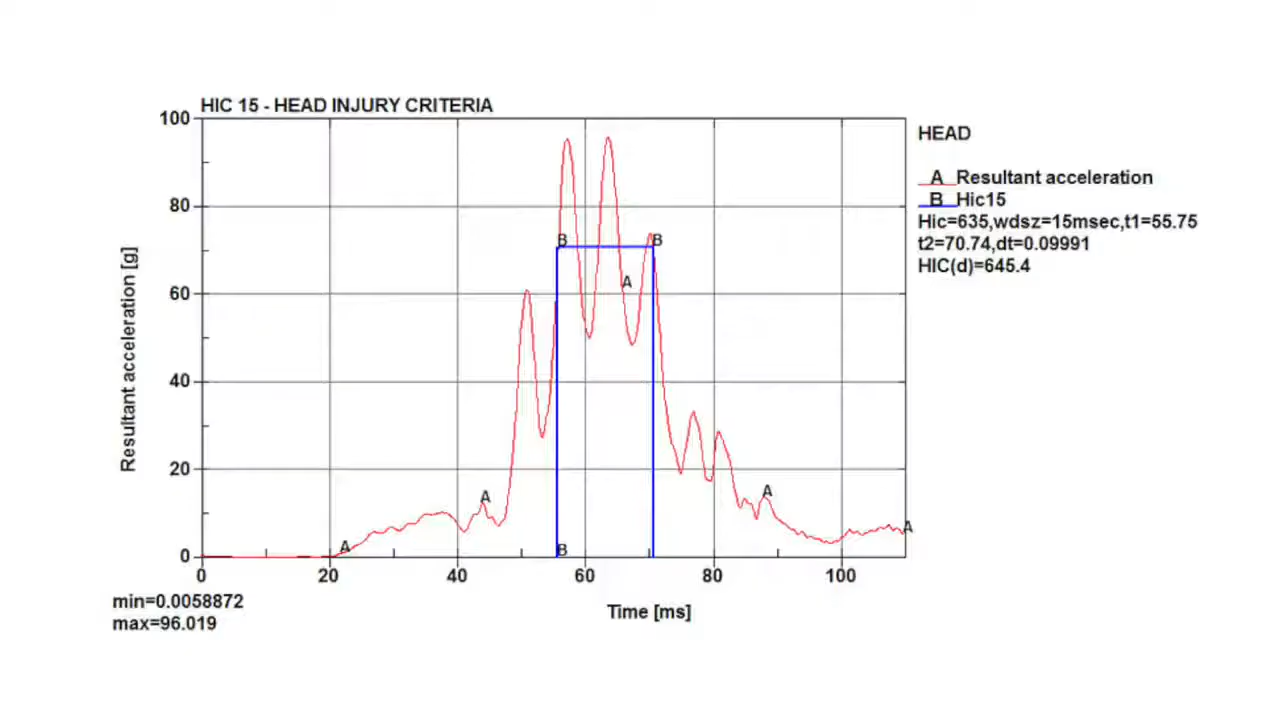 HIC 15 - HEAD INJURY CRITERIA
100
80
60
40
20
0
Resultant acceleration [g]
0 20 40 60 80 100
Time [ms]
A
A
A
A
A
B
B
B
min=0.0058872
max=96.019
HEAD
A Resultant acceleration
B Hic15
Hic=635,wdsz=15msec,t1=55.75
t2=70.74,dt=0.09991
HIC(d)=645.4